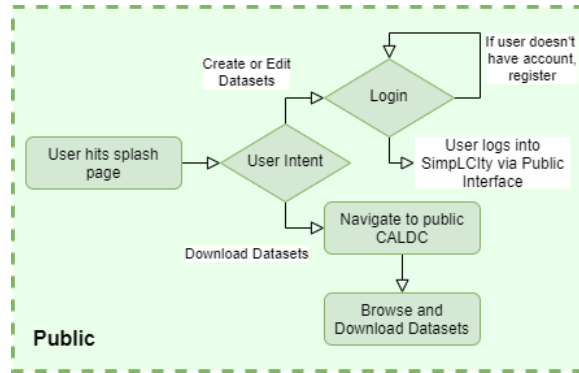 If user doesn't
have account,
register
Create or Edit
Datasets
Login
User hits splash
page
User Intent
User logs into
SimpLCIty via Public
Interface
Navigate to public
CALDC
Download Datasets
Browse and
Download Datasets
Public